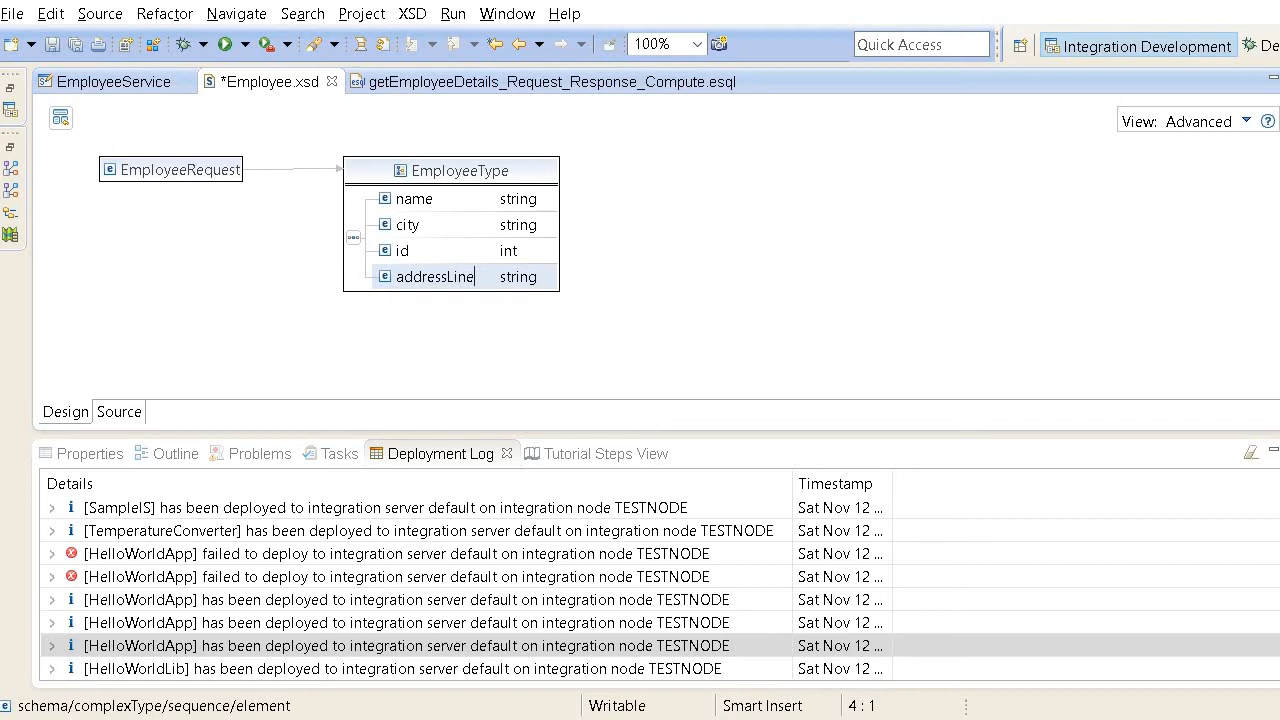 File Edit Source Refactor Navigate Search Project XSD Run Window Help
100% Quick Access Integration Development De
EmployeeService *Employee.xsd getEmployeeDetails_Request_Response_Compute.esql
View: Advanced
EmployeeRequest EmployeeType
name string
city string
id int
addressLine string
Design Source
Properties Outline Problems Tasks Deployment Log Tutorial Steps View
Details Timestamp
[SampleIS] has been deployed to integration server default on integration node TESTNODE Sat Nov 12 ...
[TemperatureConverter] has been deployed to integration server default on integration node TESTNODE Sat Nov 12 ...
[HelloWorldApp] failed to deploy to integration server default on integration node TESTNODE Sat Nov 12 ...
[HelloWorldApp] failed to deploy to integration server default on integration node TESTNODE Sat Nov 12 ...
[HelloWorldApp] has been deployed to integration server default on integration node TESTNODE Sat Nov 12 ...
[HelloWorldApp] has been deployed to integration server default on integration node TESTNODE Sat Nov 12 ...
[HelloWorldApp] has been deployed to integration server default on integration node TESTNODE Sat Nov 12 ...
[HelloWorldLib] has been deployed to integration server default on integration node TESTNODE Sat Nov 12 ...
schema/complexType/sequence/element Writable Smart Insert 4 : 1